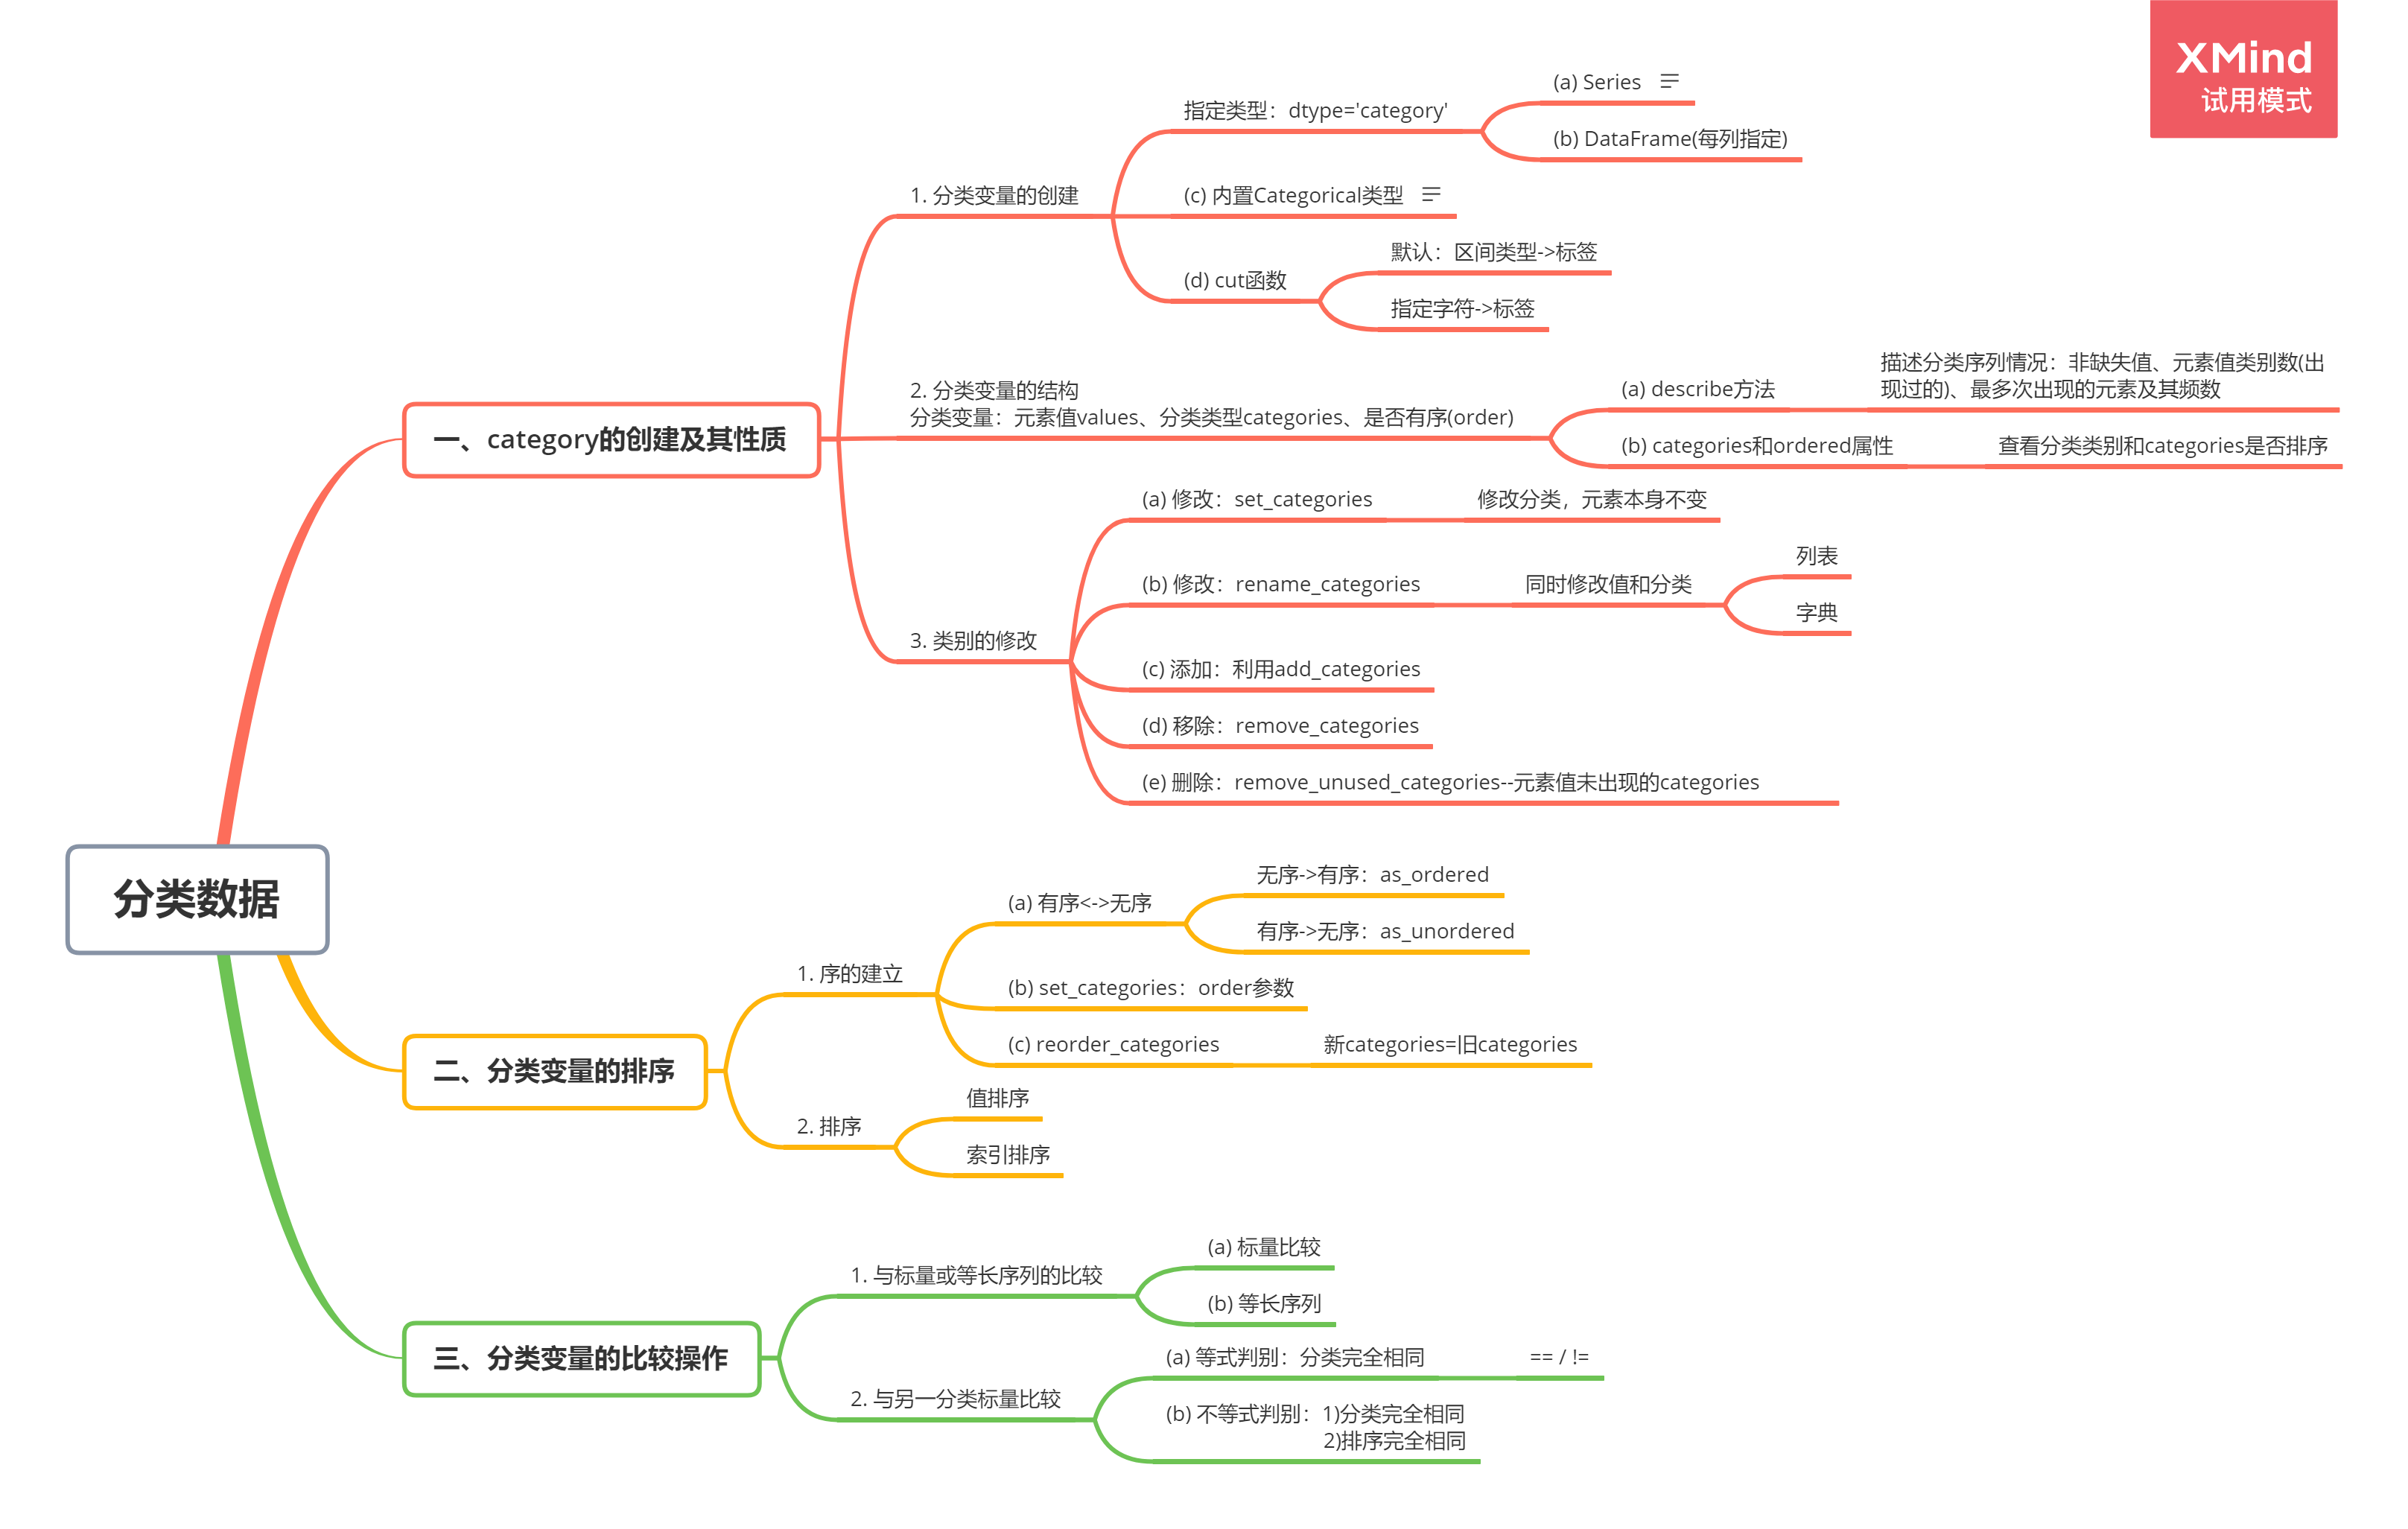 XMind
试用模式
分类数据
一、category的创建及其性质
1. 分类变量的创建
指定类型：dtype='category'
(a) Series
(b) DataFrame(每列指定)
(c) 内置Categorical类型
(d) cut函数
默认：区间类型->标签
指定字符->标签
2. 分类变量的结构
分类变量：元素值values、分类类型categories、是否有序(order)
(a) describe方法
描述分类序列情况：非缺失值、元素值类别数(出
现过的)、最多次出现的元素及其频数
(b) categories和ordered属性
查看分类类别和categories是否排序
3. 类别的修改
(a) 修改：set_categories
修改分类，元素本身不变
(b) 修改：rename_categories
同时修改值和分类
列表
字典
(c) 添加：利用add_categories
(d) 移除：remove_categories
(e) 删除：remove_unused_categories--元素值未出现的categories
二、分类变量的排序
1. 序的建立
(a) 有序<->无序
无序->有序：as_ordered
有序->无序：as_unordered
(b) set_categories：order参数
(c) reorder_categories
新categories=旧categories
2. 排序
值排序
索引排序
三、分类变量的比较操作
1. 与标量或等长序列的比较
(a) 标量比较
(b) 等长序列
2. 与另一分类标量比较
(a) 等式判别：分类完全相同
== / !=
(b) 不等式判别：1)分类完全相同
2)排序完全相同